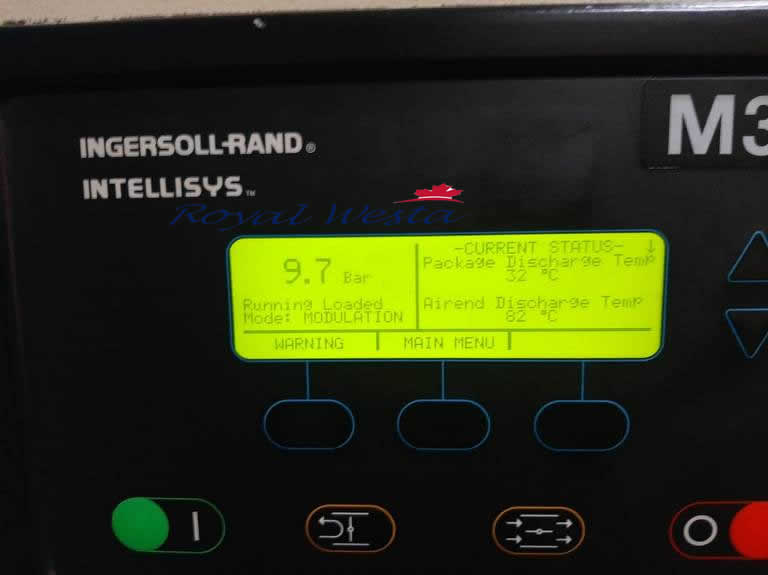 M3
INGERSOLL-RAND®
INTELLISYS™
Royal Westa
9.7 Bar
Running Loaded
Mode: MODULATION
-CURRENT STATUS- ↓
Package Discharge Temp
32 °C
Airend Discharge Temp
82 °C
WARNING
MAIN MENU
I
O